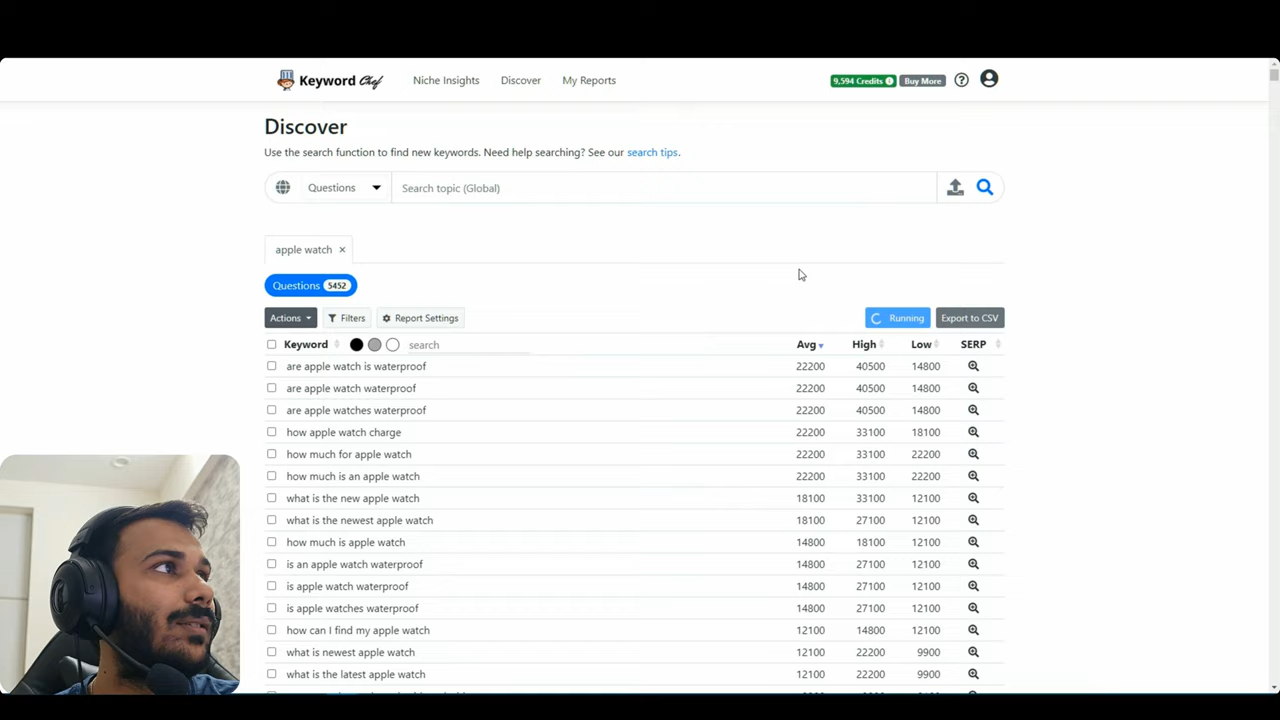 Keyword Chef Niche Insights Discover My Reports 9,594 Credits Buy More
Discover
Use the search function to find new keywords. Need help searching? See our search tips.
Questions Search topic (Global)
apple watch ×
Questions 5452
Actions Filters Report Settings Running Export to CSV
Keyword search Avg High Low SERP
are apple watch is waterproof 22200 40500 14800
are apple watch waterproof 22200 40500 14800
are apple watches waterproof 22200 40500 14800
how apple watch charge 22200 33100 18100
how much for apple watch 22200 33100 22200
how much is an apple watch 22200 33100 22200
what is the new apple watch 18100 33100 12100
what is the newest apple watch 18100 27100 12100
how much is apple watch 14800 18100 12100
is an apple watch waterproof 14800 27100 12100
is apple watch waterproof 14800 27100 12100
is apple watches waterproof 14800 27100 12100
how can I find my apple watch 12100 14800 12100
what is newest apple watch 12100 22200 9900
what is the latest apple watch 12100 22200 9900